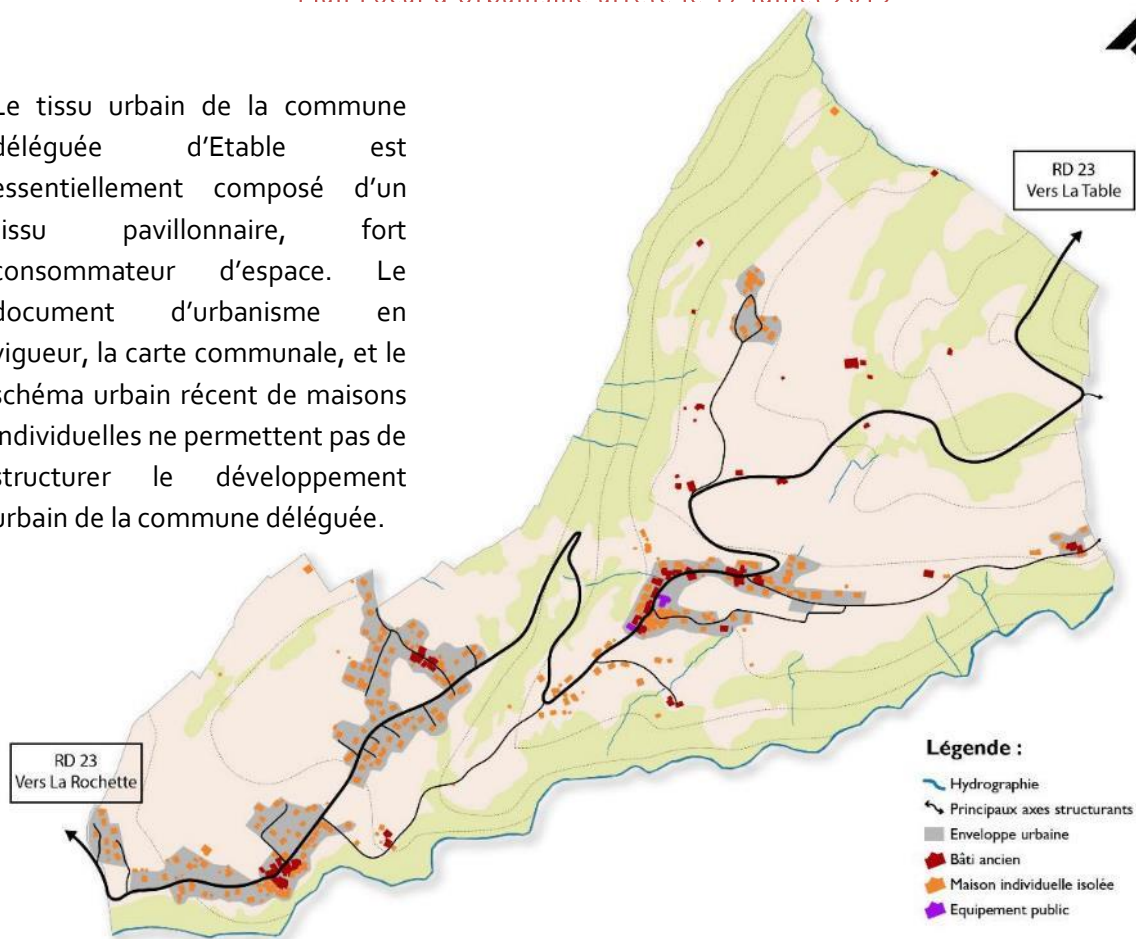 Le tissu urbain de la commune
déléguée d'Etable est
essentiellement composé d'un
tissu pavillonnaire, fort
consommateur d'espace. Le
document d'urbanisme en
vigueur, la carte communale, et le
schéma urbain récent de maisons
individuelles ne permettent pas de
structurer le développement
urbain de la commune déléguée.
RD 23
Vers La Table
RD 23
Vers La Rochette
Légende :
Hydrographie
Principaux axes structurants
Enveloppe urbaine
Bâti ancien
Maison individuelle isolée
Equipement public